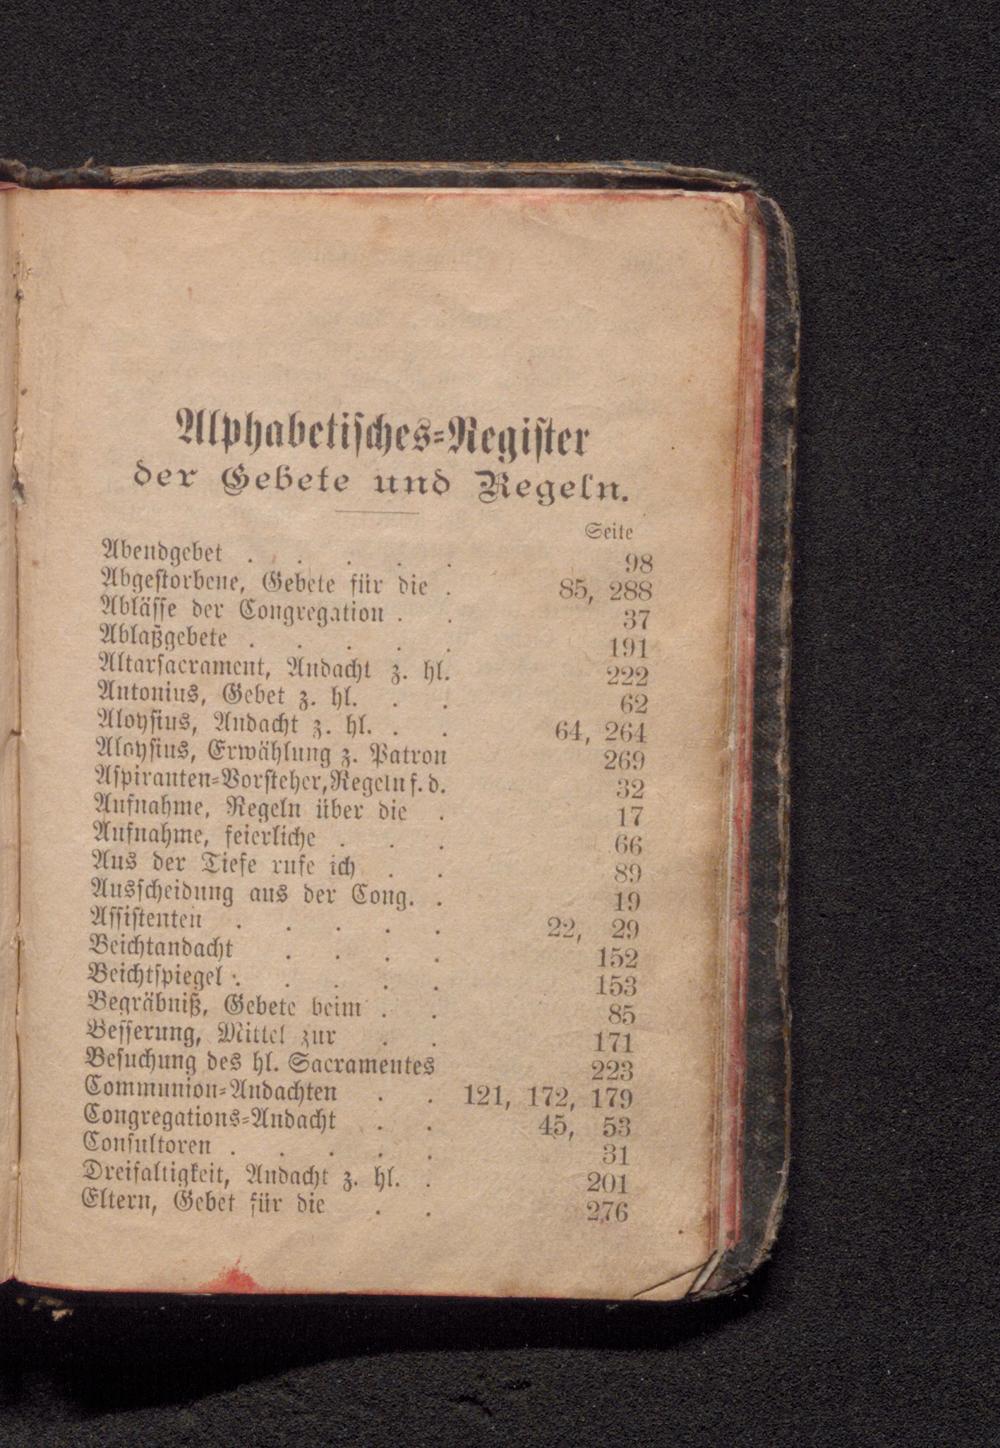 Alphabetisches-Register
der Gebete und Regeln.
Seite
Abendgebet . . . . . 98
Abgestorbene, Gebete für die . 85, 288
Ablässe der Congregation . . 37
Ablaßgebete . . . . . 191
Altarsacrament, Andacht z. hl. 222
Antonius, Gebet z. hl. . . 62
Aloysius, Andacht z. hl. . . 64, 264
Aloysius, Erwählung z. Patron 269
Aspiranten-Vorsteher, Regeln f. d. 32
Aufnahme, Regeln über die . 17
Aufnahme, feierliche . . . 66
Aus der Tiefe rufe ich . . 89
Ausscheidung aus der Cong. . 19
Assistenten . . . . . 22, 29
Beichtandacht . . . . 152
Beichtspiegel . . . . . 153
Begräbniß, Gebete beim . . 85
Besserung, Mittel zur . . 171
Besuchung des hl. Sacramentes 223
Communion-Andachten . . 121, 172, 179
Congregations-Andacht . . 45, 53
Consultoren . . . . . 31
Dreifaltigkeit, Andacht z. hl. . 201
Eltern, Gebet für die . . 276